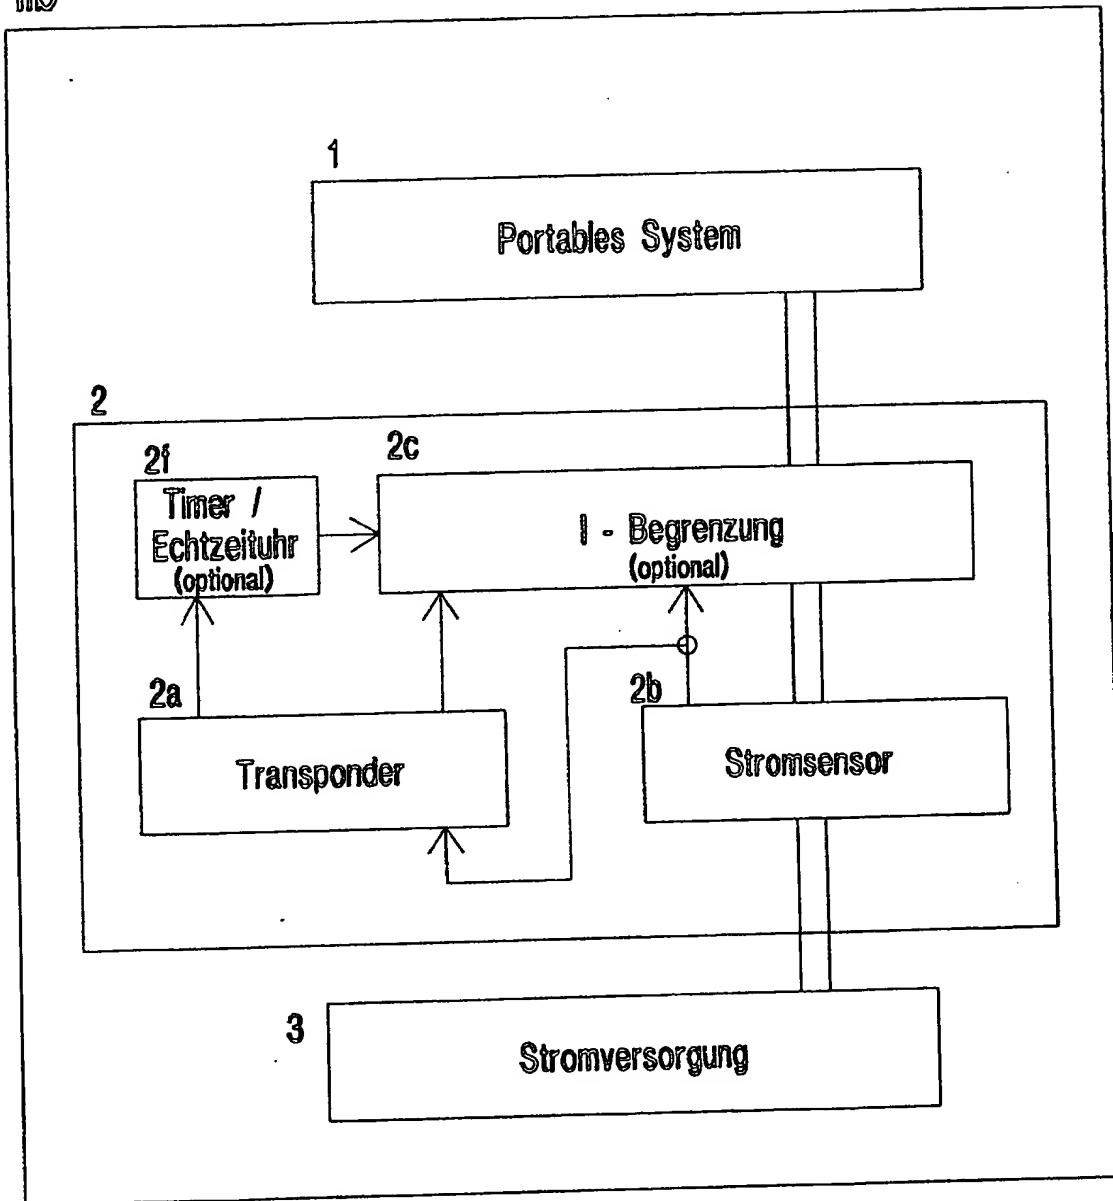 1
Portables System
2
2f
2c
Timer /
Echtzeituhr
(optional)
I - Begrenzung
(optional)
2a
2b
Transponder
Stromsensor
3
Stromversorgung